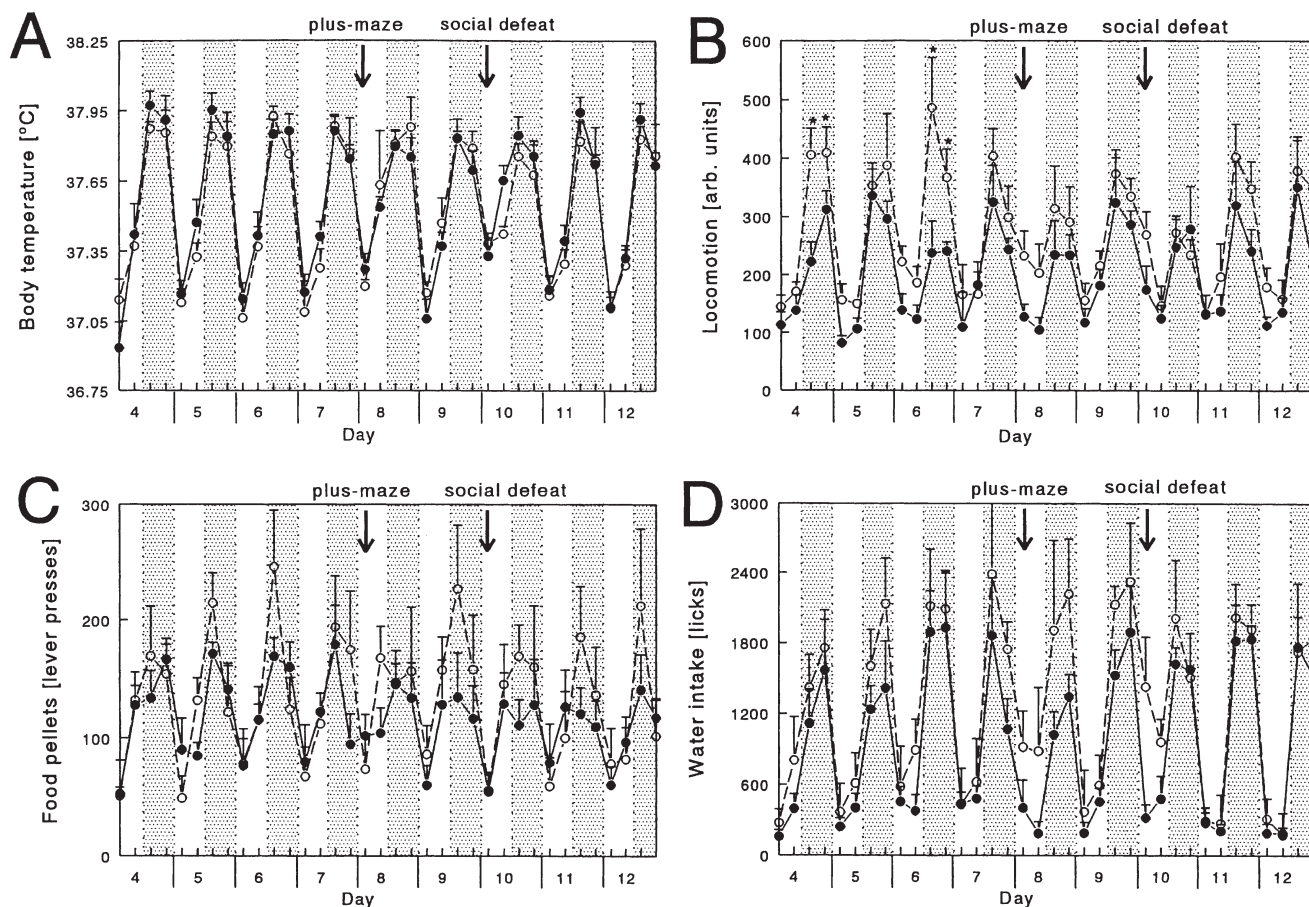 A
plus-maze social defeat
38.25
37.95
37.65
37.35
37.05
36.75
Body temperature [°C]
4 5 6 7 8 9 10 11 12
Day
B
plus-maze social defeat
600
500
400
300
200
100
0
Locomotion [arb. units]
* * * *
4 5 6 7 8 9 10 11 12
Day
C
plus-maze social defeat
300
200
100
0
Food pellets [lever presses]
4 5 6 7 8 9 10 11 12
Day
D
plus-maze social defeat
3000
2400
1800
1200
600
0
Water intake [licks]
4 5 6 7 8 9 10 11 12
Day